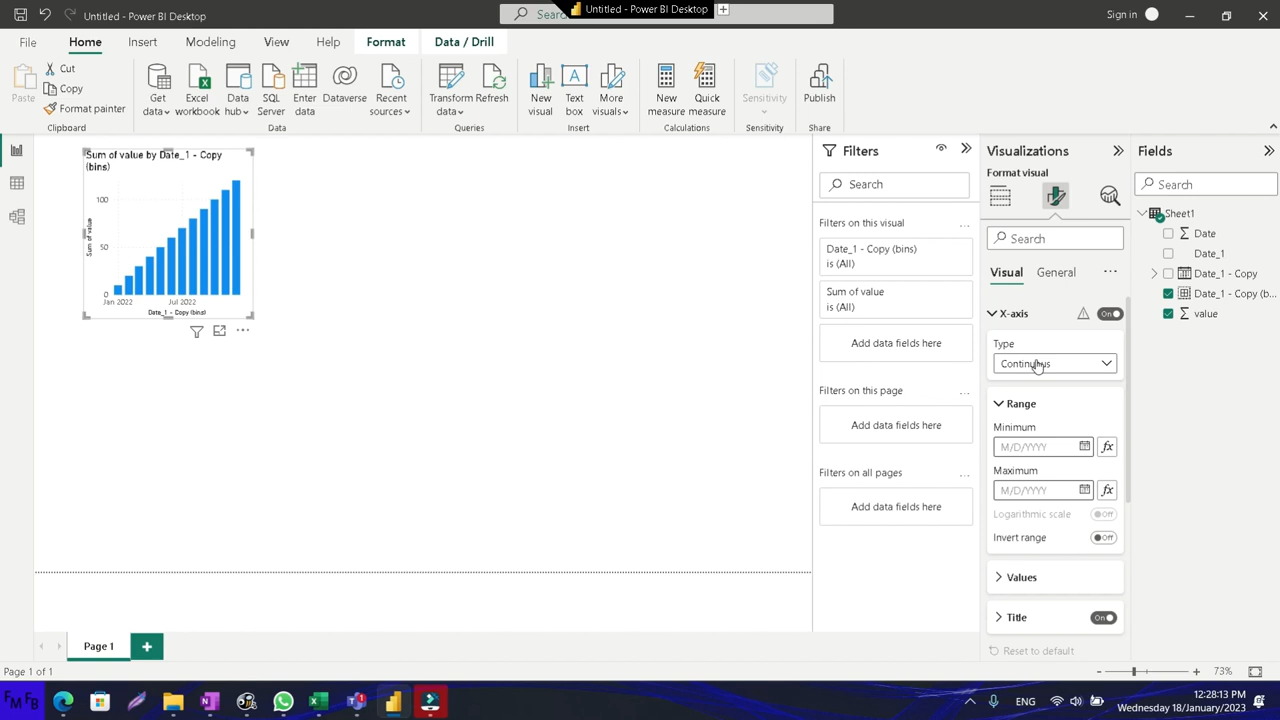 Untitled - Power BI Desktop
Untitled - Power BI Desktop
Sign in
File
Home
Insert
Modeling
View
Help
Format
Data / Drill
Paste
Cut
Copy
Format painter
Clipboard
Get data
Excel workbook
Data hub
SQL Server
Enter data
Dataverse
Recent sources
Data
Transform data
Refresh
Queries
New visual
Text box
More visuals
Insert
New measure
Quick measure
Calculations
Sensitivity
Sensitivity
Publish
Share
Sum of value by Date_1 - Copy
(bins)
Sum of value
100
50
0
Jan 2022
Jul 2022
Date_1 - Copy (bins)
Filters
Search
Filters on this visual
Date_1 - Copy (bins)
is (All)
Sum of value
is (All)
Add data fields here
Filters on this page
Add data fields here
Filters on all pages
Add data fields here
Visualizations
Format visual
Search
Visual
General
X-axis
On
Type
Range
Minimum
M/D/YYYY
fx
Maximum
M/D/YYYY
fx
Logarithmic scale
Off
Invert range
Off
Values
Title
On
Reset to default
Fields
Search
Sheet1
Date
Date_1
Date_1 - Copy
Date_1 - Copy (b...
value
Page 1
Page 1 of 1
73%
ENG
12:28:13 PM
Wednesday 18/January/2023